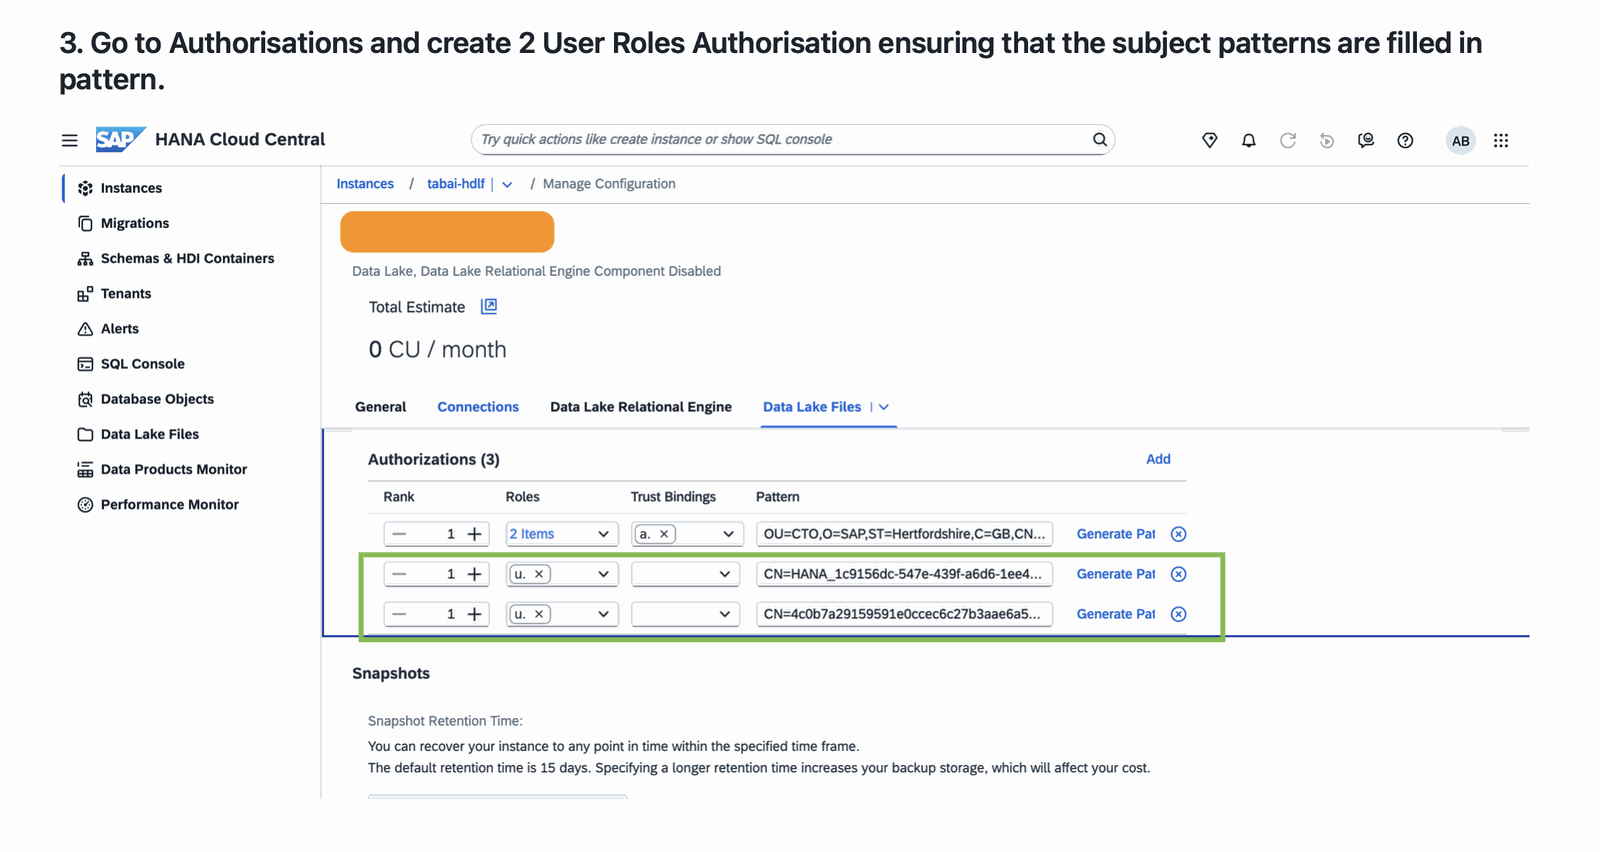 3. Go to Authorisations and create 2 User Roles Authorisation ensuring that the subject patterns are filled in
pattern.
SAP HANA Cloud Central
Try quick actions like create instance or show SQL console
AB
Instances
Migrations
Schemas & HDI Containers
Tenants
Alerts
SQL Console
Database Objects
Data Lake Files
Data Products Monitor
Performance Monitor
Instances / tabai-hdlf | / Manage Configuration
Data Lake, Data Lake Relational Engine Component Disabled
Total Estimate
0 CU / month
General Connections Data Lake Relational Engine Data Lake Files |
Authorizations (3) Add
Rank Roles Trust Bindings Pattern
1 2 Items a. OU=CTO,O=SAP,ST=Hertfordshire,C=GB,CN... Generate Pat
1 u. CN=HANA_1c9156dc-547e-439f-a6d6-1ee4... Generate Pat
1 u. CN=4c0b7a29159591e0ccec6c27b3aae6a5... Generate Pat
Snapshots
Snapshot Retention Time:
You can recover your instance to any point in time within the specified time frame.
The default retention time is 15 days. Specifying a longer retention time increases your backup storage, which will affect your cost.